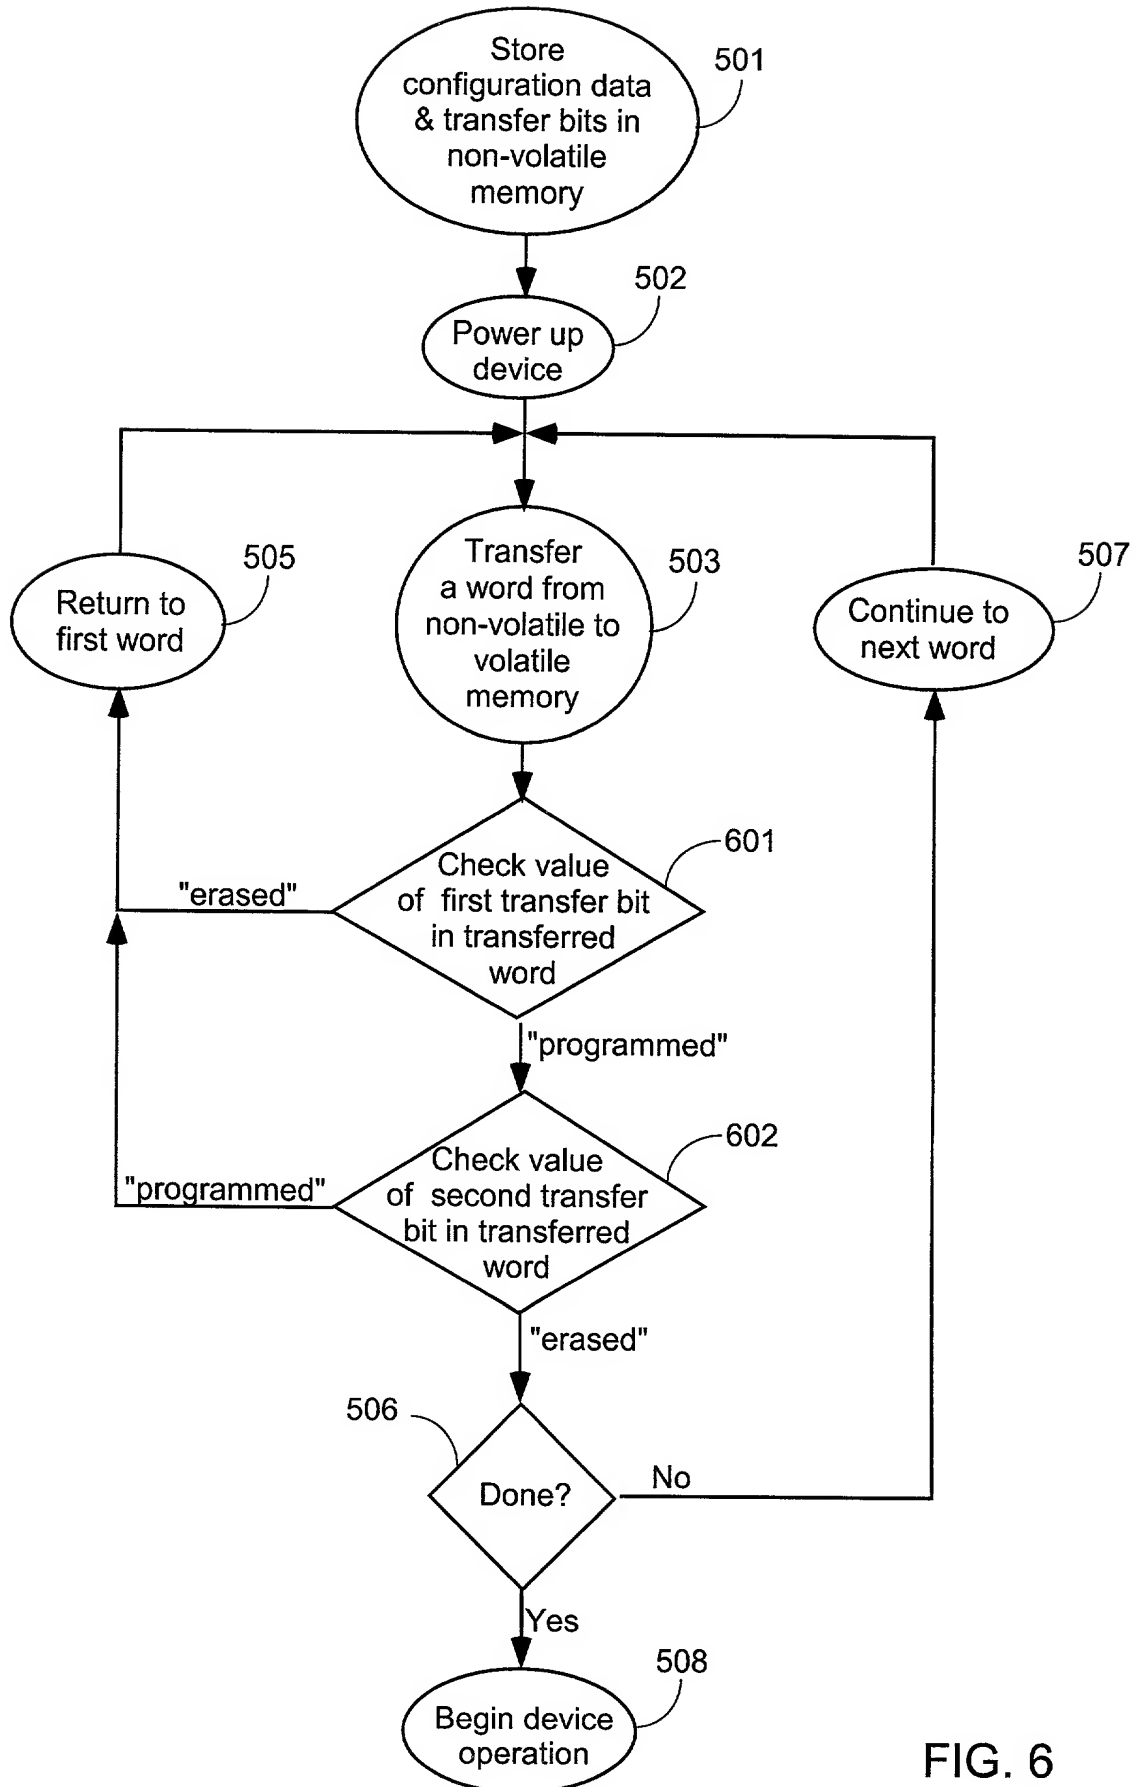 Store
configuration data
& transfer bits in
non-volatile
memory
501
502
Power up
device
505
Return to
first word
Transfer
a word from
non-volatile to
volatile
memory
503
507
Continue to
next word
601
Check value
of first transfer bit
in transferred
word
"erased"
"programmed"
602
Check value
of second transfer
bit in transferred
word
"programmed"
"erased"
506
Done?
No
Yes
508
Begin device
operation
FIG. 6